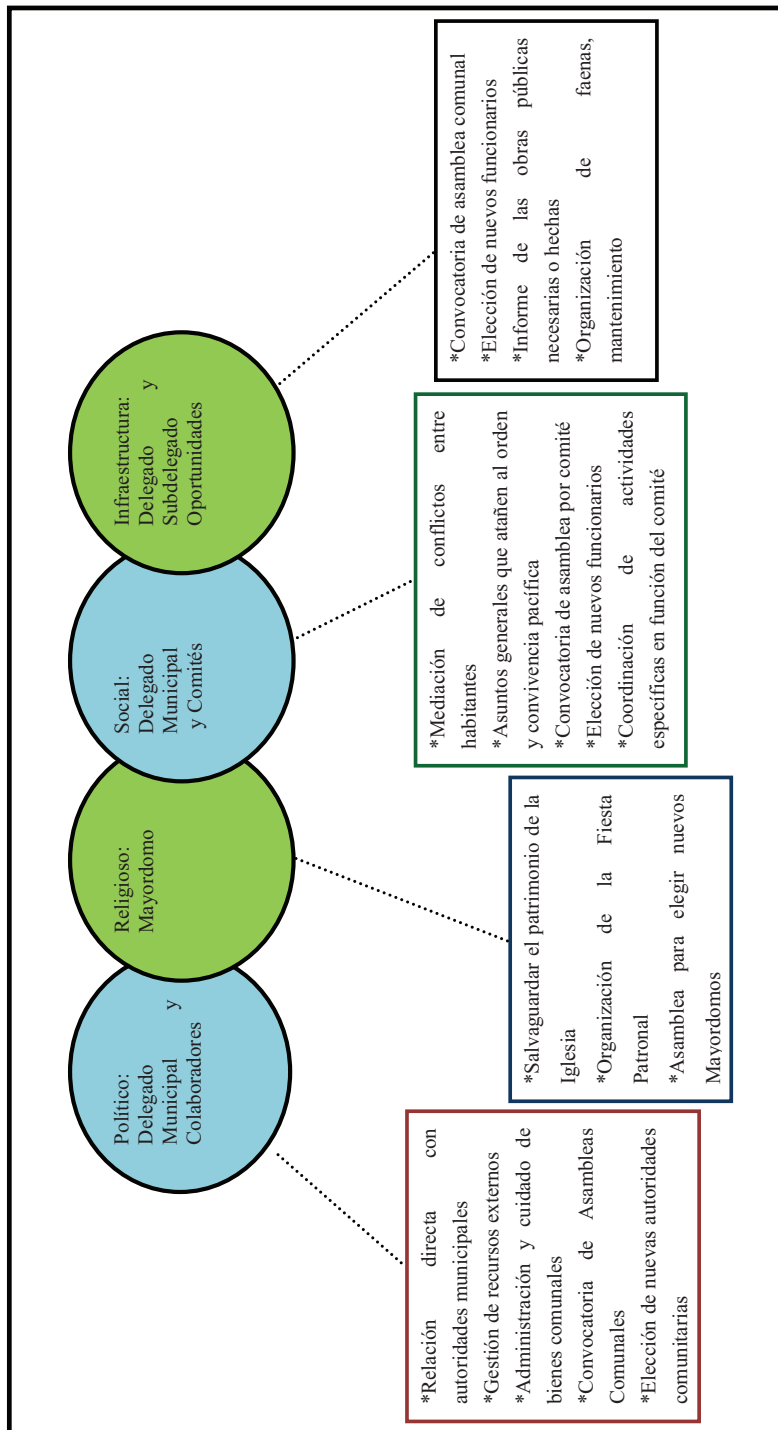 Político:
Delegado
Municipal y
Colaboradores
Religioso:
Mayordomo
Social:
Delegado
Municipal
y Comités
Infraestructura:
Delegado y
Subdelegado
Oportunidades
*Relación directa con
autoridades municipales
*Gestión de recursos externos
*Administración y cuidado de
bienes comunales
*Convocatoria de Asambleas
Comunales
*Elección de nuevas autoridades
comunitarias
*Salvaguardar el patrimonio de la
Iglesia
*Organización de la Fiesta
Patronal
*Asamblea para elegir nuevos
Mayordomos
*Mediación de conflictos entre
habitantes
*Asuntos generales que atañen al orden
y convivencia pacífica
*Convocatoria de asamblea por comité
*Elección de nuevos funcionarios
*Coordinación de actividades
específicas en función del comité
*Convocatoria de asamblea comunal
*Elección de nuevos funcionarios
*Informe de las obras públicas
necesarias o hechas
*Organización de faenas,
mantenimiento